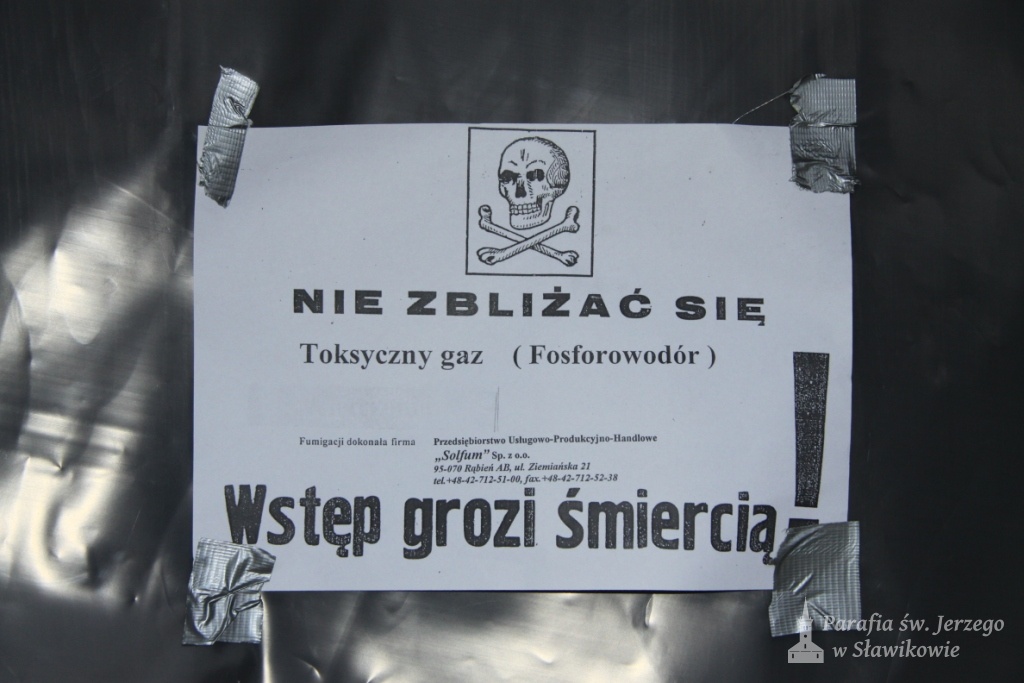 NIE ZBLIŻAĆ SIĘ
Toksyczny gaz ( Fosforowodór )
Fumigacji dokonała firma Przedsiębiorstwo Usługowo-Produkcyjno-Handlowe
„Solfum" Sp. z o.o.
95-070 Rąbień AB, ul. Ziemiańska 21
tel.+48-42-712-51-00, fax.+48-42-712-52-38
Wstęp grozi śmiercią!
Parafia św. Jerzego
w Sławikowie